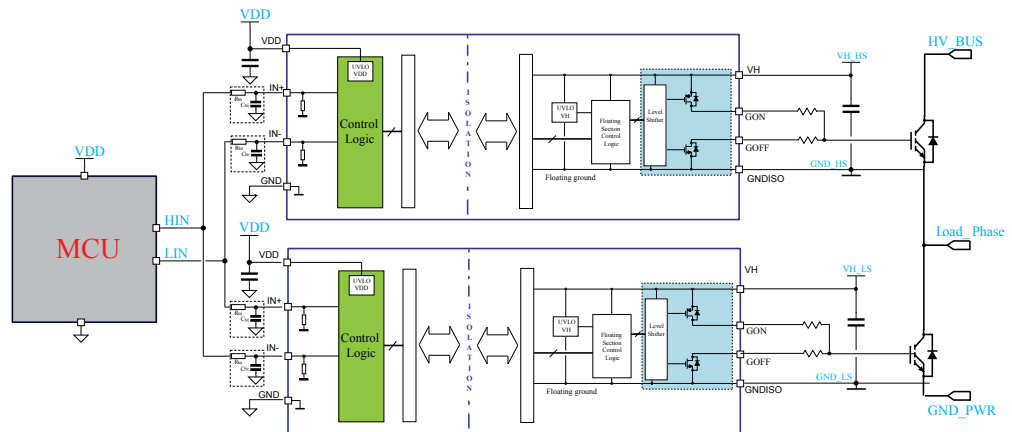 VDD
VDD
UVLO
VDD
IN+
IN-
GND
Control
Logic
ISOLATION
UVLO
VH
Floating
Section
Control
Logic
Level
Shifter
Floating ground
VH
GON
GOFF
GNDISO
VH_HS
GND_HS
HV_BUS
VDD
MCU
HIN
LIN
Load_Phase
VDD
VDD
UVLO
VDD
IN+
IN-
GND
Control
Logic
ISOLATION
UVLO
VH
Floating
Section
Control
Logic
Level
Shifter
Floating ground
VH
GON
GOFF
GNDISO
VH_LS
GND_LS
GND_PWR